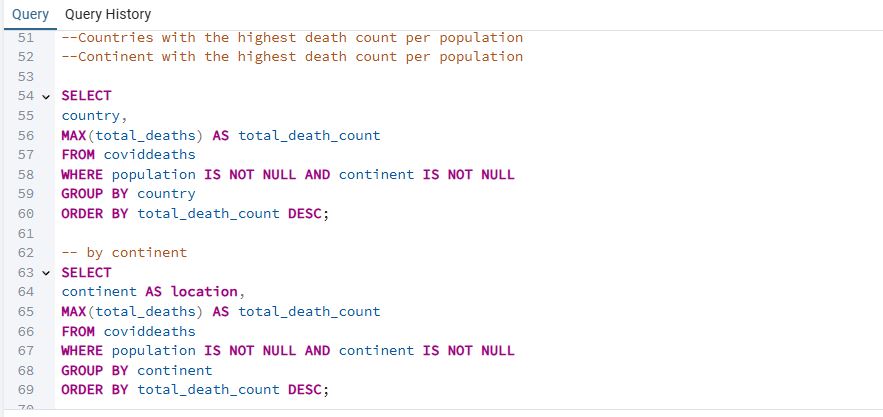 Query Query History
51 --Countries with the highest death count per population
52 --Continent with the highest death count per population
53
54 SELECT
55 country,
56 MAX(total_deaths) AS total_death_count
57 FROM coviddeaths
58 WHERE population IS NOT NULL AND continent IS NOT NULL
59 GROUP BY country
60 ORDER BY total_death_count DESC;
61
62 -- by continent
63 SELECT
64 continent AS location,
65 MAX(total_deaths) AS total_death_count
66 FROM coviddeaths
67 WHERE population IS NOT NULL AND continent IS NOT NULL
68 GROUP BY continent
69 ORDER BY total_death_count DESC;
70